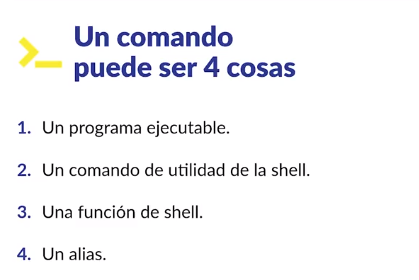 Un comando
puede ser 4 cosas
1. Un programa ejecutable.
2. Un comando de utilidad de la shell.
3. Una función de shell.
4. Un alias.